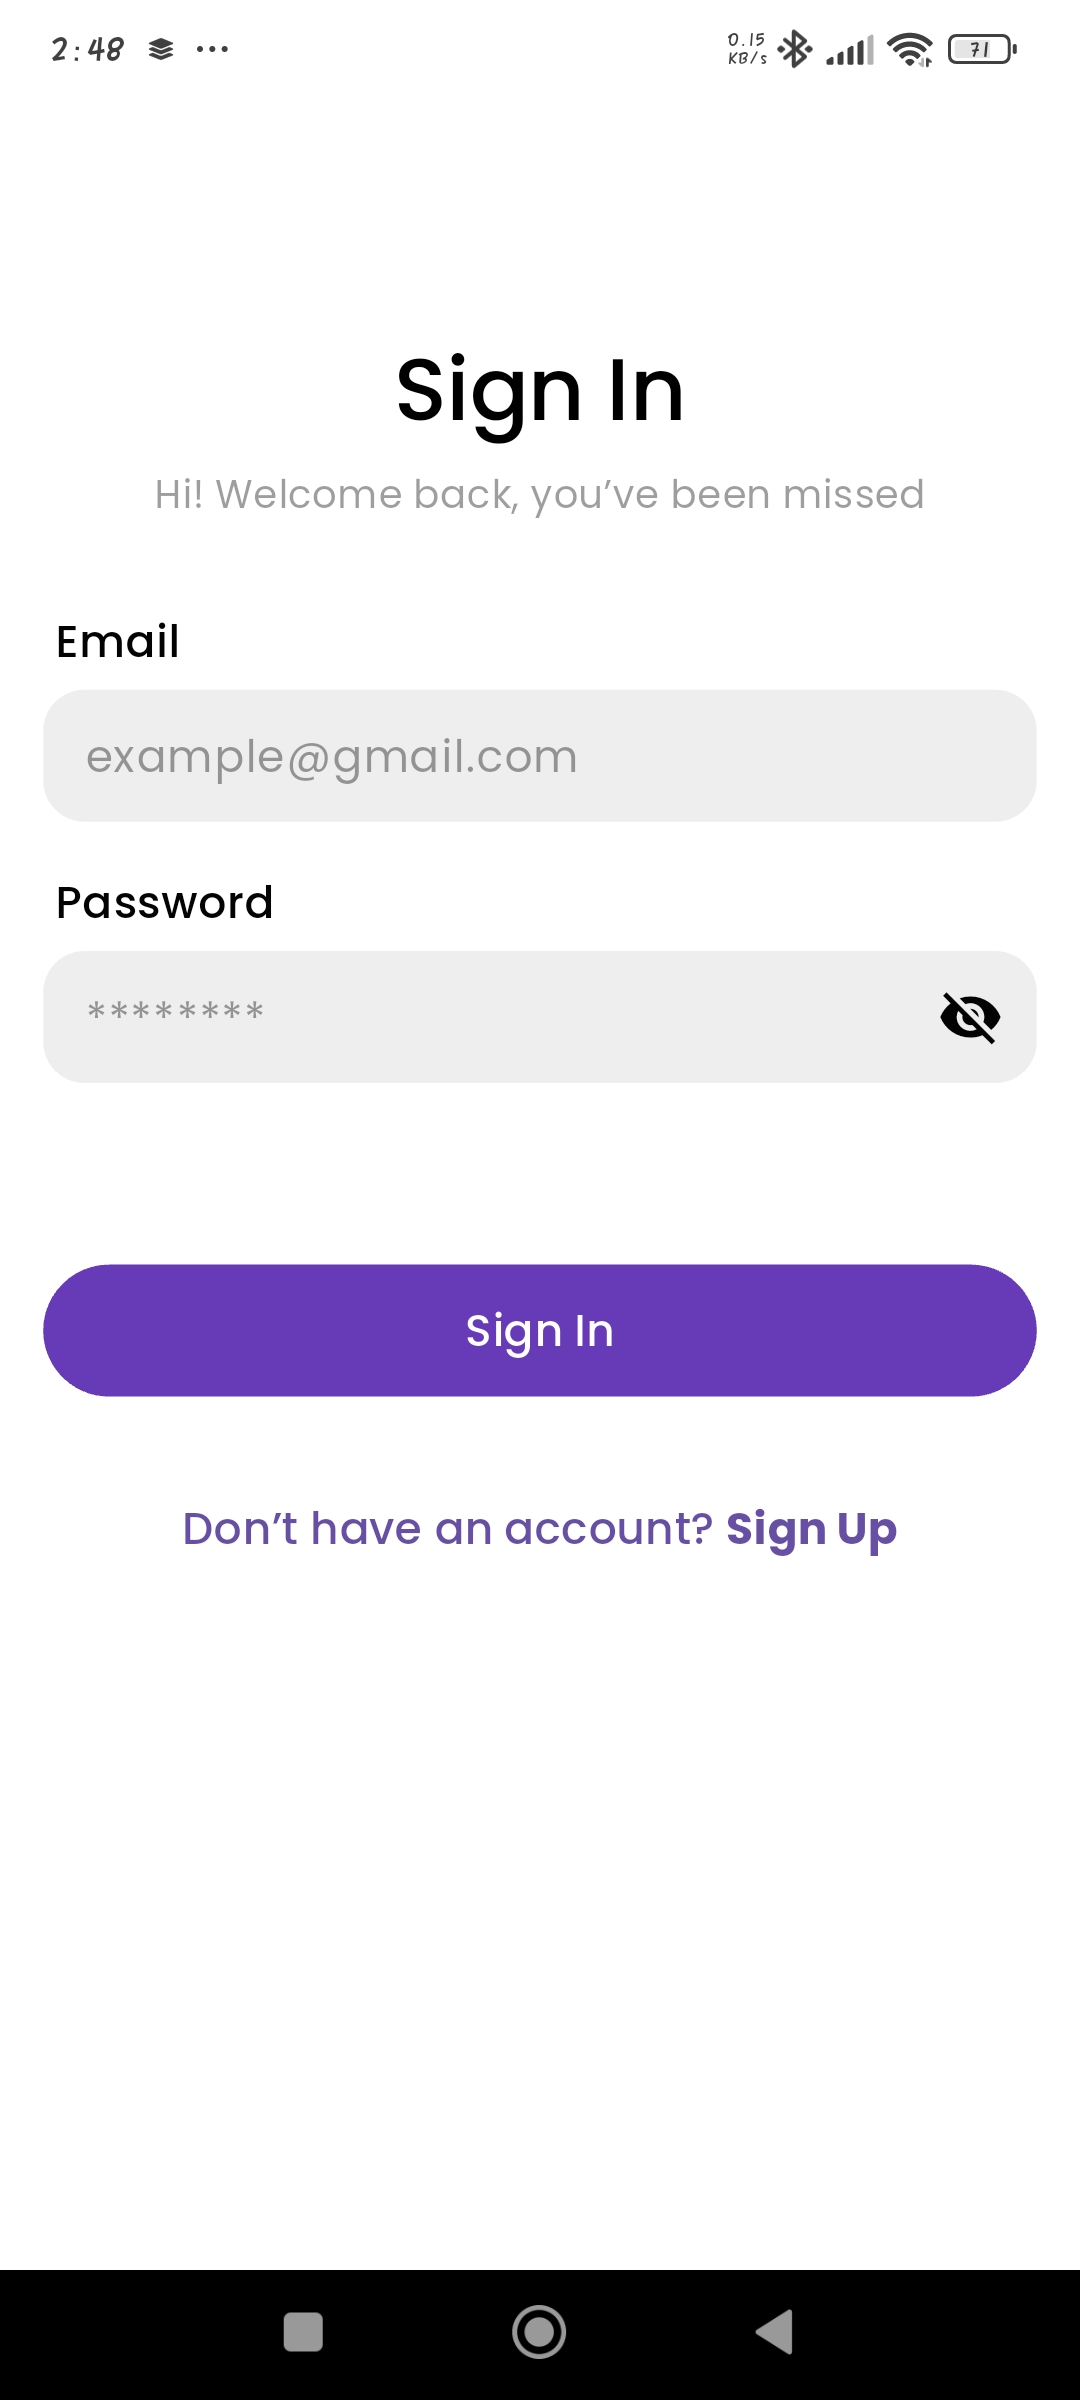 2:48
0.15
KB/s
71
Sign In
Hi! Welcome back, you’ve been missed
Email
example@gmail.com
Password
********
Sign In
Don’t have an account? Sign Up